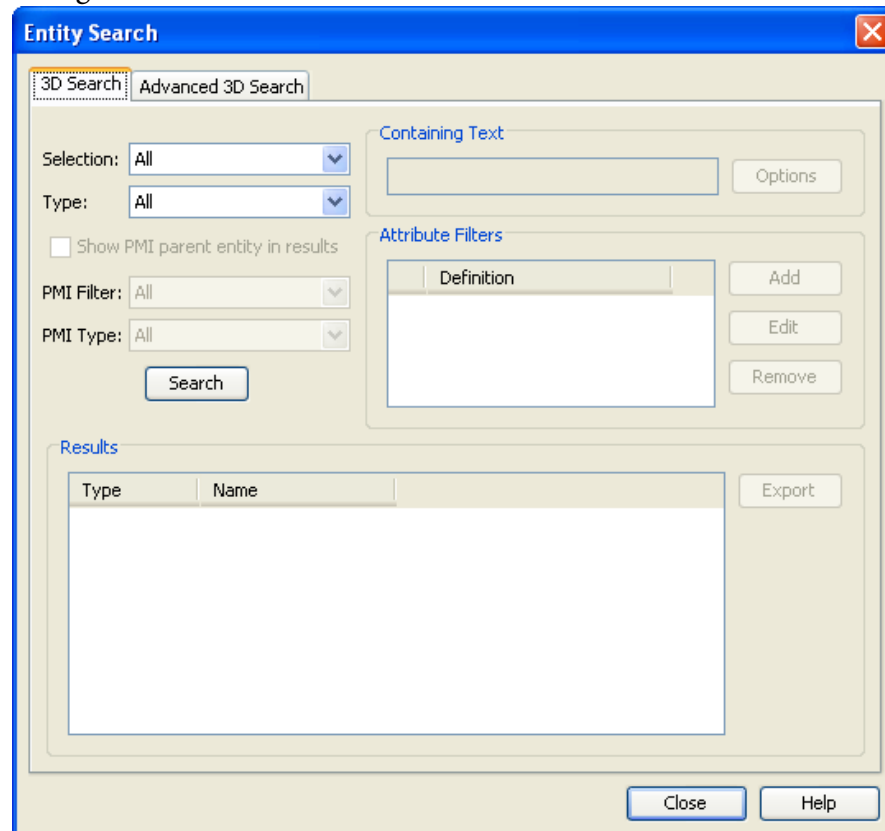 Entity Search
3D Search Advanced 3D Search
Containing Text
Selection: All
Options
Type: All
Attribute Filters
Show PMI parent entity in results
Definition
Add
PMI Filter: All
Edit
PMI Type: All
Remove
Search
Results
Type Name
Export
Close Help